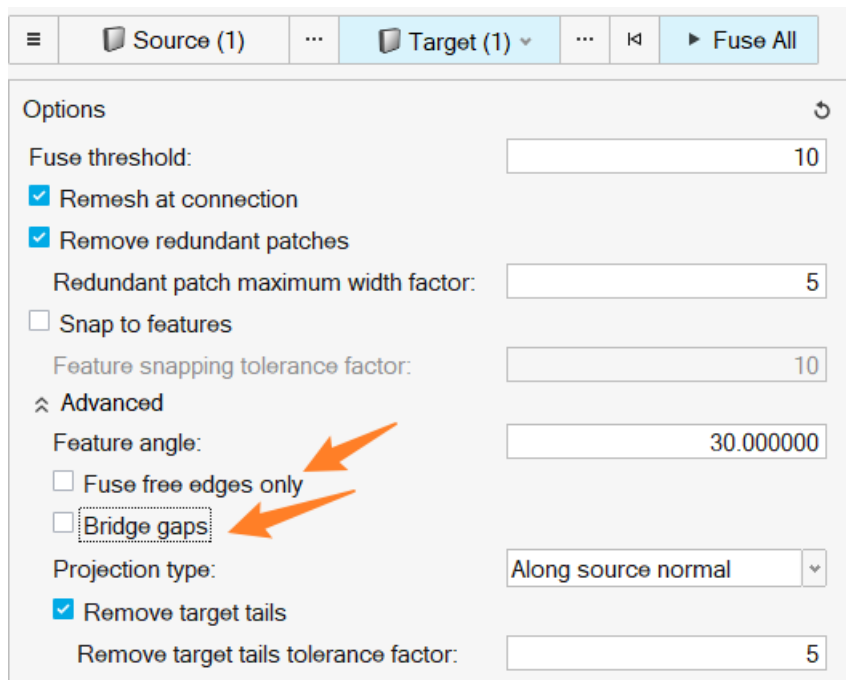 Source (1) ... Target (1) ... Fuse All
Options
Fuse threshold: 10
Remesh at connection
Remove redundant patches
Redundant patch maximum width factor: 5
Snap to features
Feature snapping tolerance factor: 10
Advanced
Feature angle: 30.000000
Fuse free edges only
Bridge gaps
Projection type: Along source normal
Remove target tails
Remove target tails tolerance factor: 5